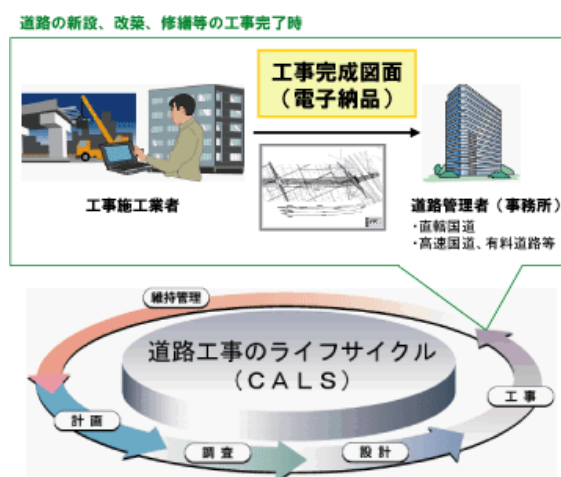 道路の新設、改築、修繕等の工事完了時
工事完成図面
(電子納品)
工事施工業者
道路管理者(事務所)
・直轄国道
・高速国道、有料道路等
維持管理
道路工事のライフサイクル
(CALS)
工事
計画
調査
設計